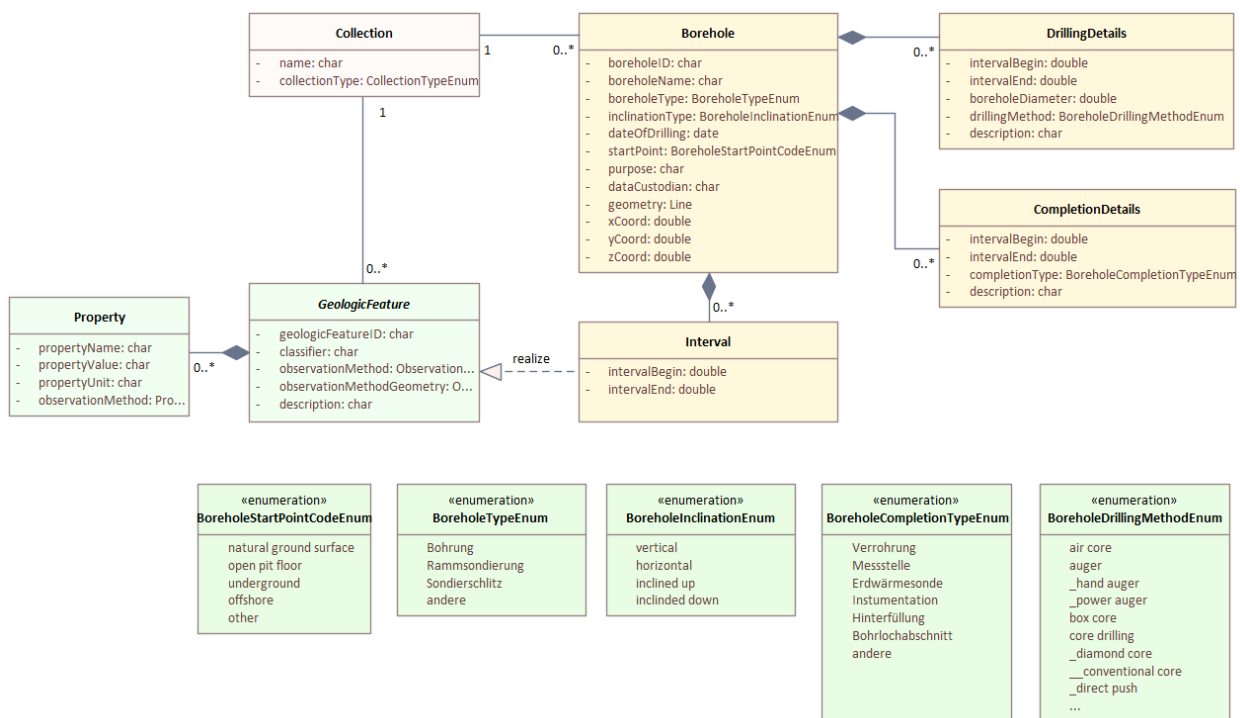 Collection
- name: char
- collectionType: CollectionTypeEnum
1
0..*
Borehole
- boreholeID: char
- boreholeName: char
- boreholeType: BoreholeTypeEnum
- inclinationType: BoreholeInclinationEnum
- dateOfDrilling: date
- startPoint: BoreholeStartPointCodeEnum
- purpose: char
- dataCustodian: char
- geometry: Line
- xCoord: double
- yCoord: double
- zCoord: double
0..*
DrillingDetails
- intervalBegin: double
- intervalEnd: double
- boreholeDiameter: double
- drillingMethod: BoreholeDrillingMethodEnum
- description: char
0..*
CompletionDetails
- intervalBegin: double
- intervalEnd: double
- completionType: BoreholeCompletionTypeEnum
- description: char
1
0..*
Property
- propertyName: char
- propertyValue: char
- propertyUnit: char
- observationMethod: Pro...
0..*
GeologicFeature
- geologicFeatureID: char
- classifier: char
- observationMethod: Observation...
- observationMethodGeometry: O...
- description: char
realize
0..*
Interval
- intervalBegin: double
- intervalEnd: double
«enumeration»
BoreholeStartPointCodeEnum
natural ground surface
open pit floor
underground
offshore
other
«enumeration»
BoreholeTypeEnum
Bohrung
Rammsondierung
Sondierschlitz
andere
«enumeration»
BoreholeInclinationEnum
vertical
horizontal
inclined up
inclinded down
«enumeration»
BoreholeCompletionTypeEnum
Verrohrung
Messstelle
Erdwärmesonde
Instumentation
Hinterfüllung
Bohrlochabschnitt
andere
«enumeration»
BoreholeDrillingMethodEnum
air core
auger
_hand auger
_power auger
box core
core drilling
_diamond core
__conventional core
_direct push
...